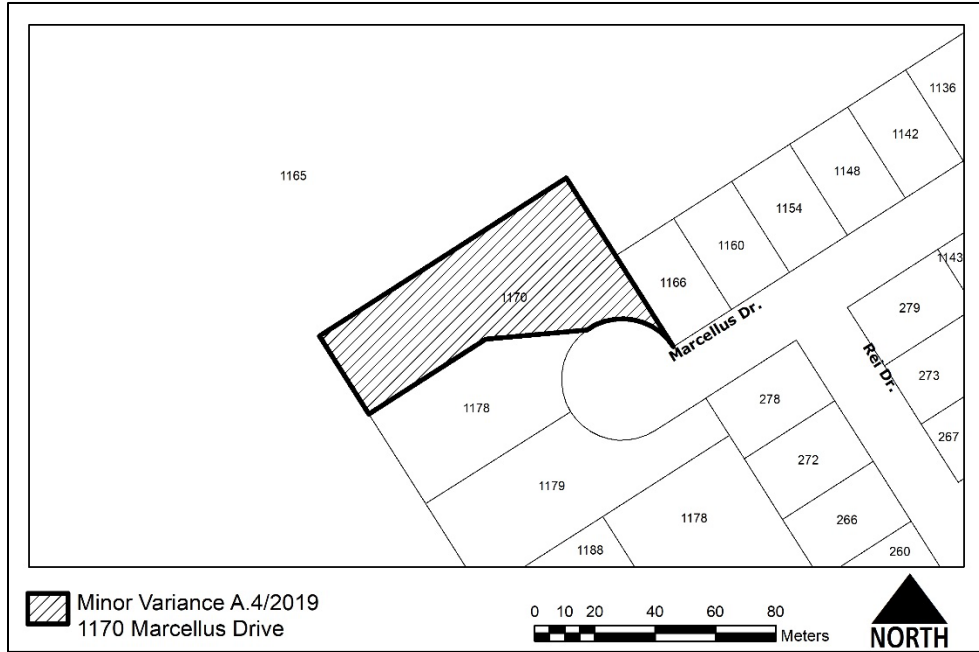 1136
1142
1148
1165
1154
1160
1143
1166
279
1170
Marcellus Dr.
Rei Dr.
273
278
1178
267
272
1179
1178
266
1188
260
Minor Variance A.4/2019
1170 Marcellus Drive
0 10 20 40 60 80
Meters
NORTH